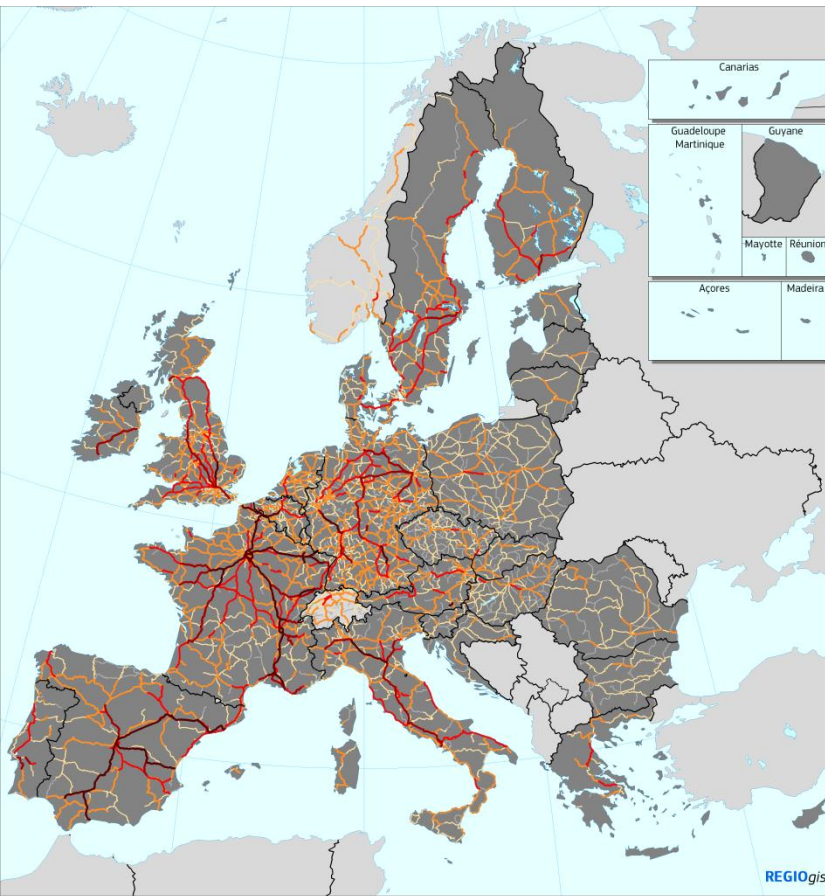 Canarias
Guadeloupe
Martinique
Guyane
Mayotte
Réunion
Açores
Madeira
REGIOgis